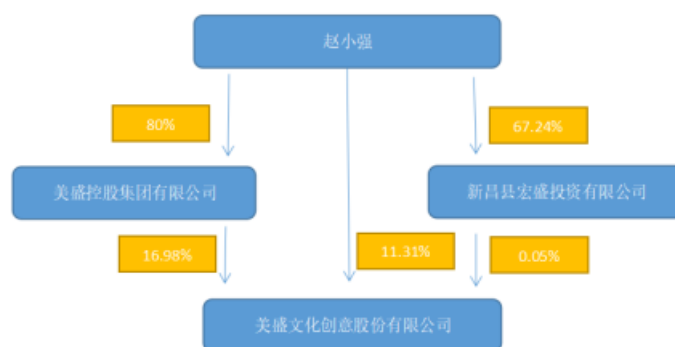 赵小强
80%
67.24%
美盛控股集团有限公司
新昌县宏盛投资有限公司
16.98%
11.31%
0.05%
美盛文化创意股份有限公司